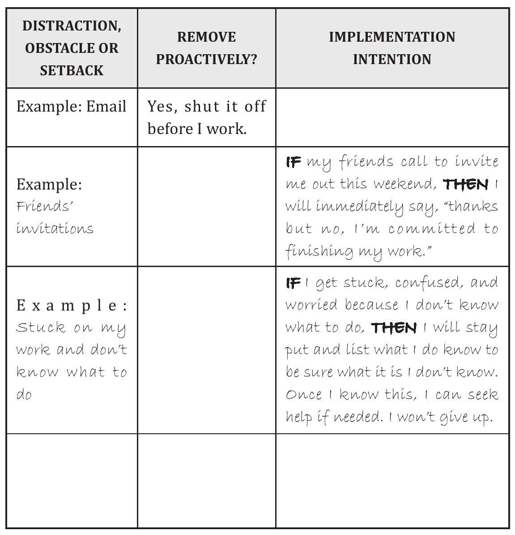 DISTRACTION,
OBSTACLE OR
SETBACK
REMOVE
PROACTIVELY?
IMPLEMENTATION
INTENTION
Example: Email
Yes, shut it off
before I work.
Example:
Friends'
invitations
IF my friends call to invite
me out this weekend, THEN I
will immediately say, "thanks
but no, I'm committed to
finishing my work."
Example:
Stuck on my
work and don't
know what to
do
IF I get stuck, confused, and
worried because I don't know
what to do, THEN I will stay
put and list what I do know to
be sure what it is I don't know.
Once I know this, I can seek
help if needed. I won't give up.